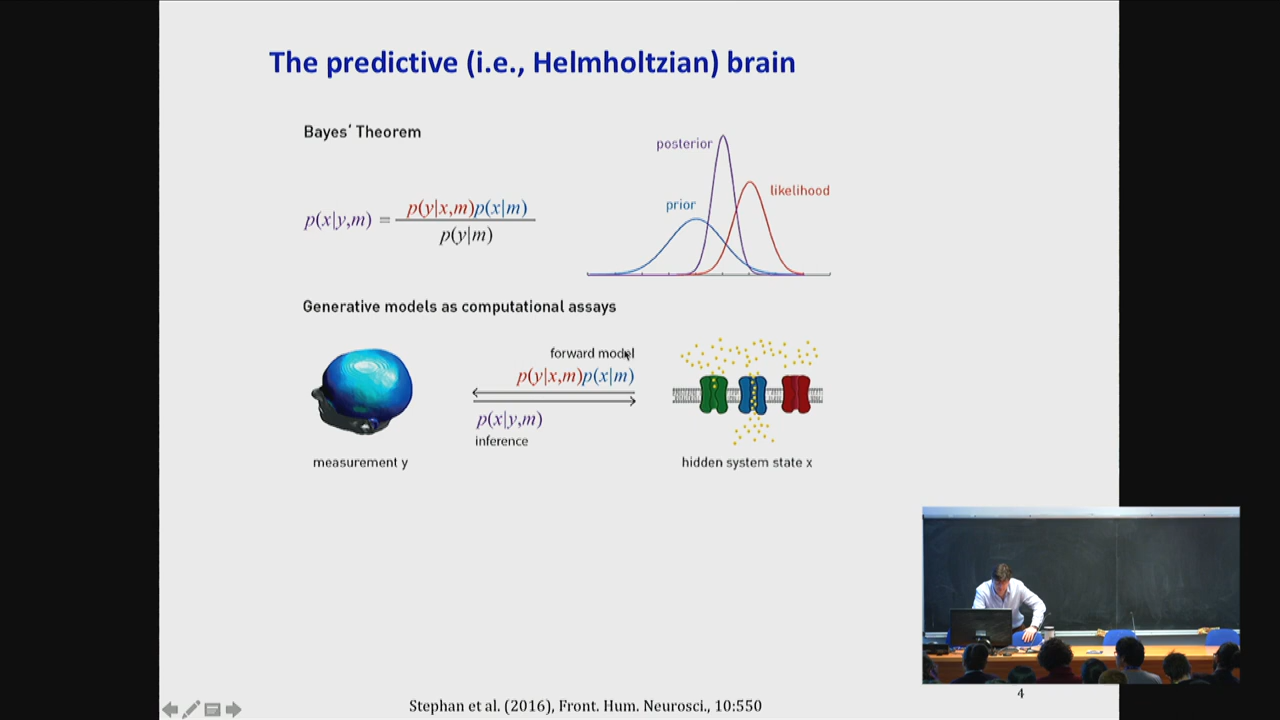 The predictive (i.e., Helmholtzian) brain
Bayes´ Theorem
p(x|y,m) = p(y|x,m)p(x|m) / p(y|m)
posterior
likelihood
prior
Generative models as computational assays
forward model
p(y|x,m)p(x|m)
p(x|y,m)
inference
measurement y
hidden system state x
Stephan et al. (2016), Front. Hum. Neurosci., 10:550
4